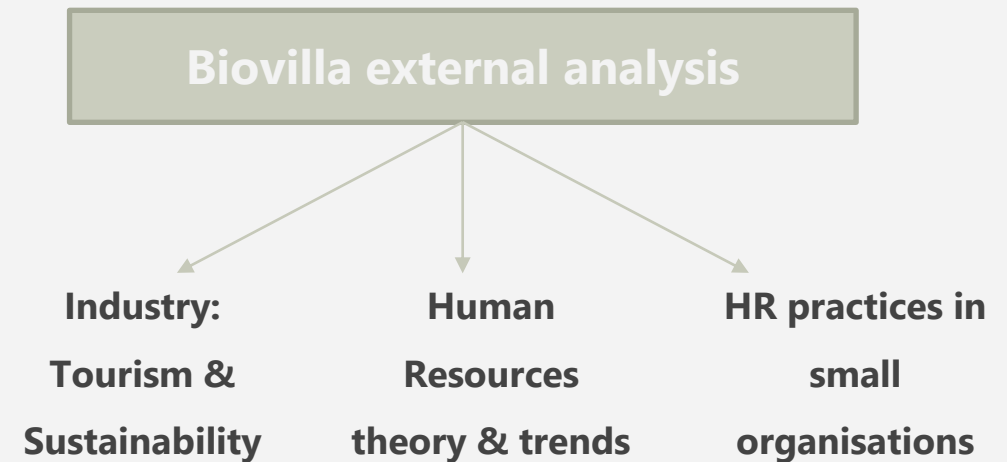 Biovilla external analysis
Industry:
Tourism &
Sustainability
Human
Resources
theory & trends
HR practices in
small
organisations